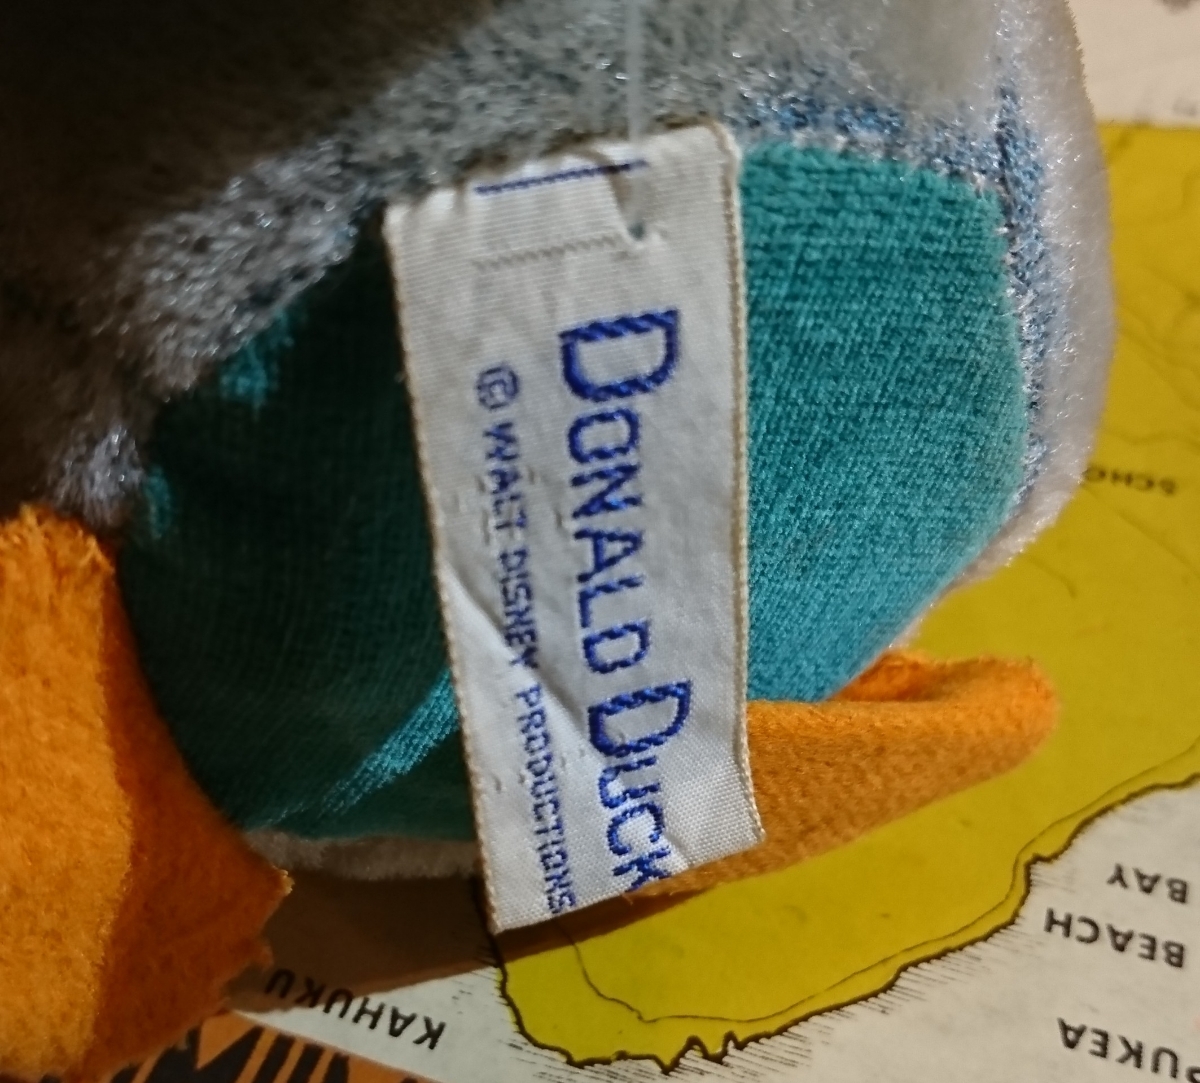 DONALD DUCK
© WALT DISNEY PRODUCTIONS
KAHUKU
BEACH
BAY